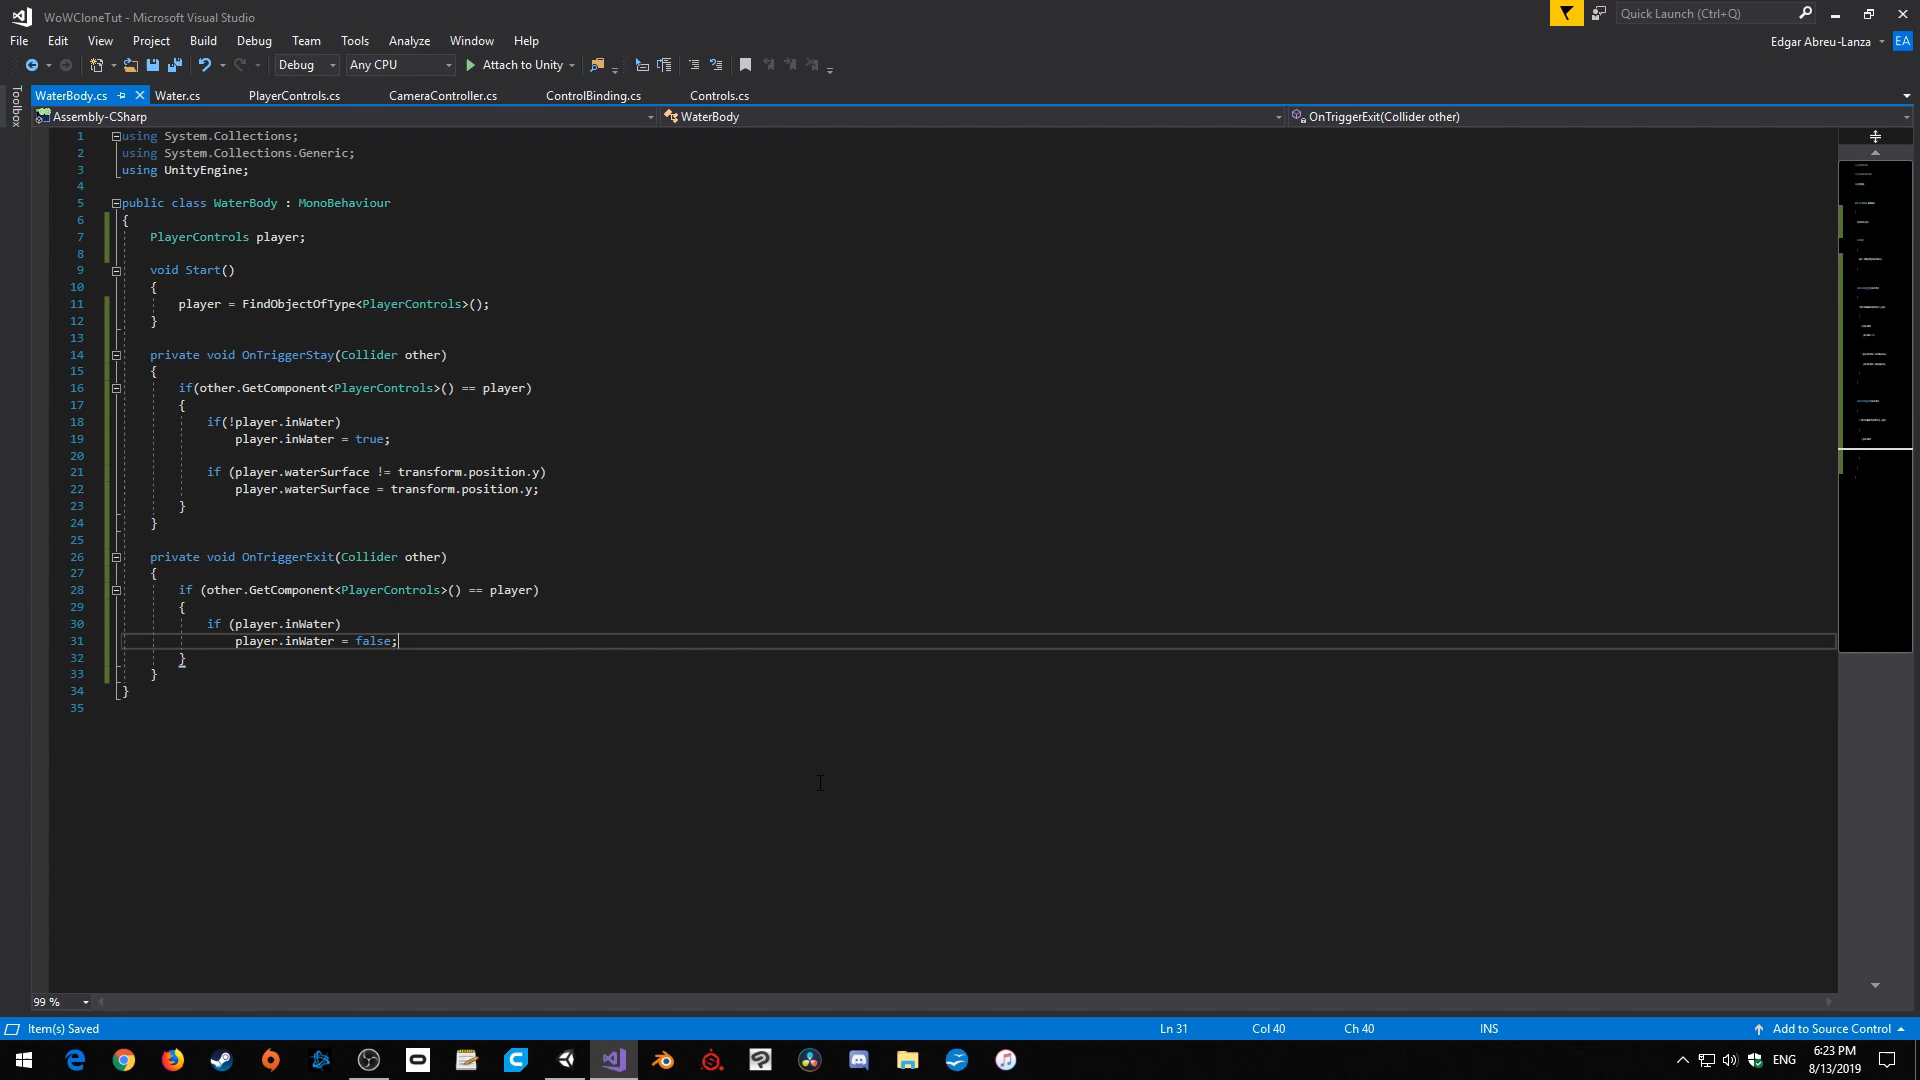 WoWCloneTut - Microsoft Visual Studio
Quick Launch (Ctrl+Q)
File Edit View Project Build Debug Team Tools Analyze Window Help
Edgar Abreu-Lanza EA
Debug Any CPU Attach to Unity
Toolbox
WaterBody.cs Water.cs PlayerControls.cs CameraController.cs ControlBinding.cs Controls.cs
Assembly-CSharp WaterBody OnTriggerExit(Collider other)
1 using System.Collections;
2 using System.Collections.Generic;
3 using UnityEngine;
4
5 public class WaterBody : MonoBehaviour
6 {
7 PlayerControls player;
8
9 void Start()
10 {
11 player = FindObjectOfType<PlayerControls>();
12 }
13
14 private void OnTriggerStay(Collider other)
15 {
16 if(other.GetComponent<PlayerControls>() == player)
17 {
18 if(!player.inWater)
19 player.inWater = true;
20
21 if (player.waterSurface != transform.position.y)
22 player.waterSurface = transform.position.y;
23 }
24 }
25
26 private void OnTriggerExit(Collider other)
27 {
28 if (other.GetComponent<PlayerControls>() == player)
29 {
30 if (player.inWater)
31 player.inWater = false;
32 }
33 }
34 }
35
99 %
Item(s) Saved Ln 31 Col 40 Ch 40 INS Add to Source Control
ENG 6:23 PM
8/13/2019